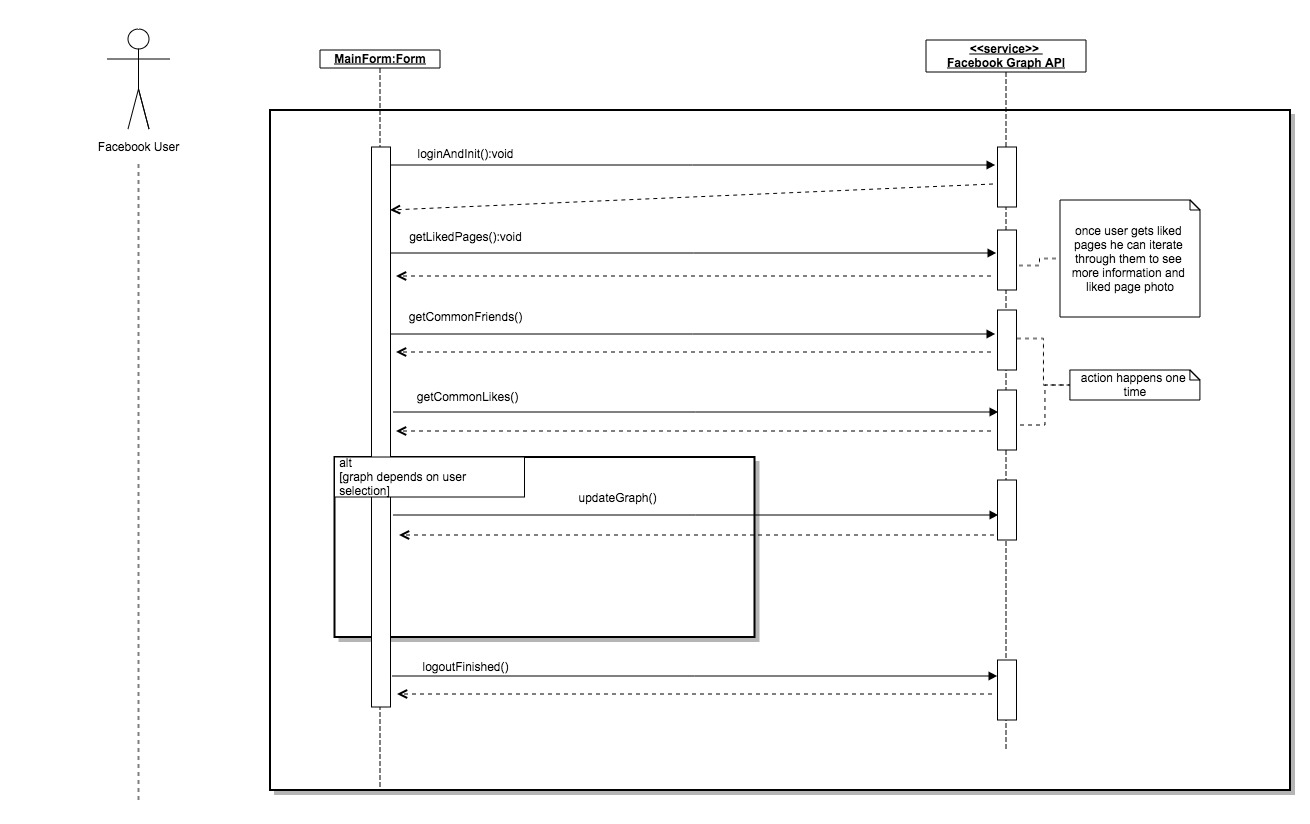 MainForm:Form
<<service>>
Facebook Graph API
Facebook User
loginAndInit():void
getLikedPages():void
once user gets liked
pages he can iterate
through them to see
more information and
liked page photo
getCommonFriends()
action happens one
time
getCommonLikes()
alt
[graph depends on user
selection]
updateGraph()
logoutFinished()